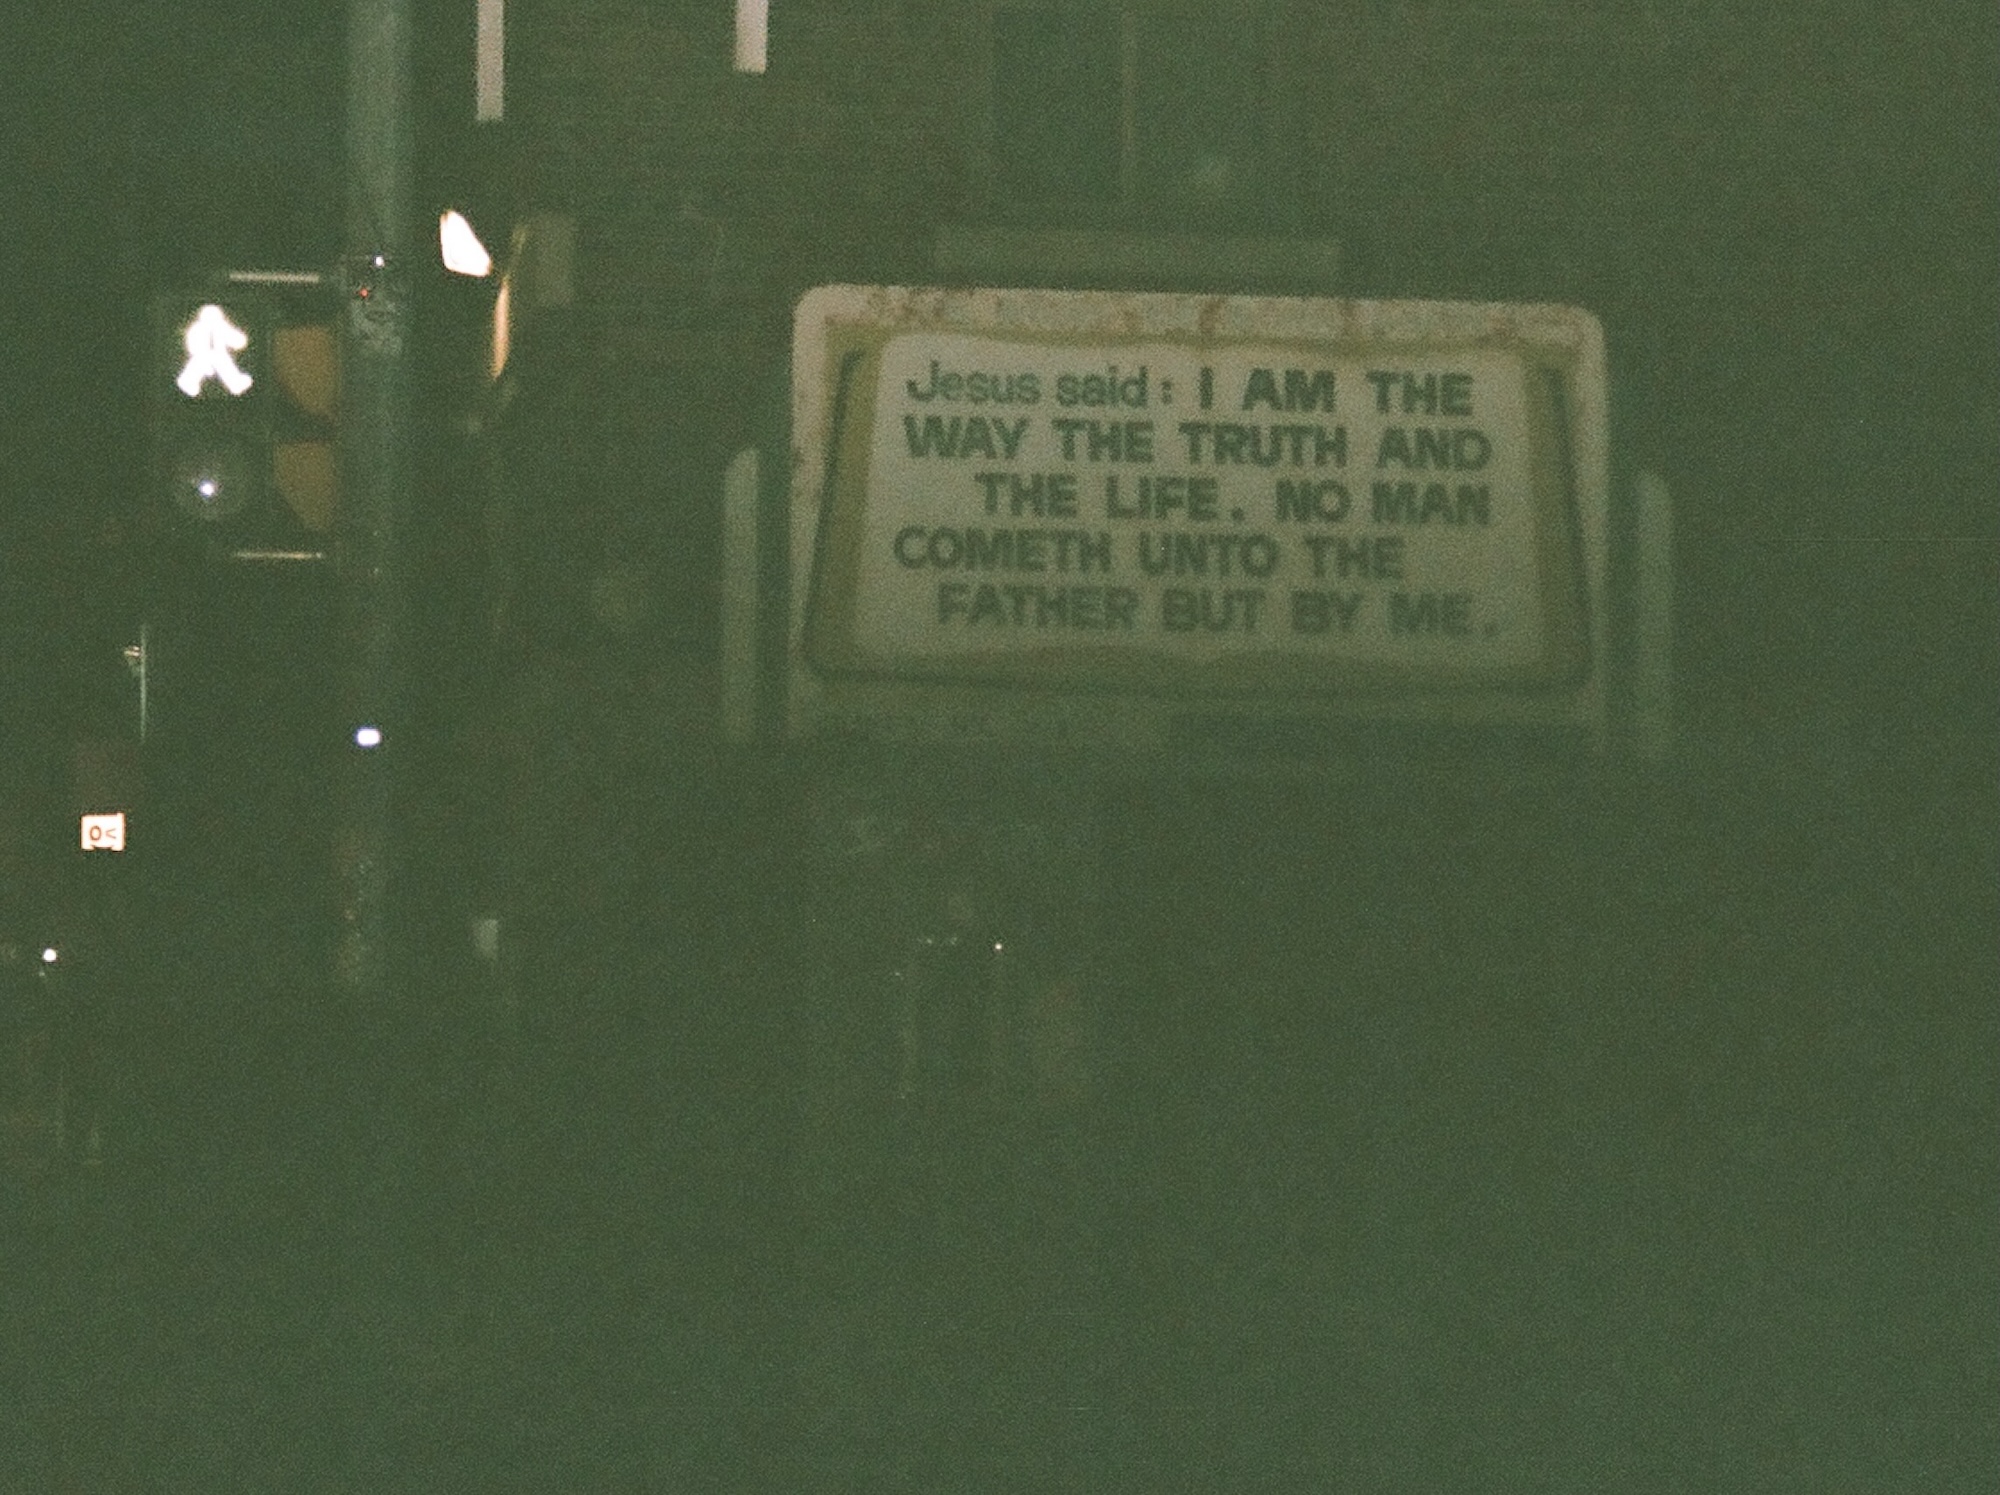 Jesus said: I AM THE
WAY THE TRUTH AND
THE LIFE. NO MAN
COMETH UNTO THE
FATHER BUT BY ME.